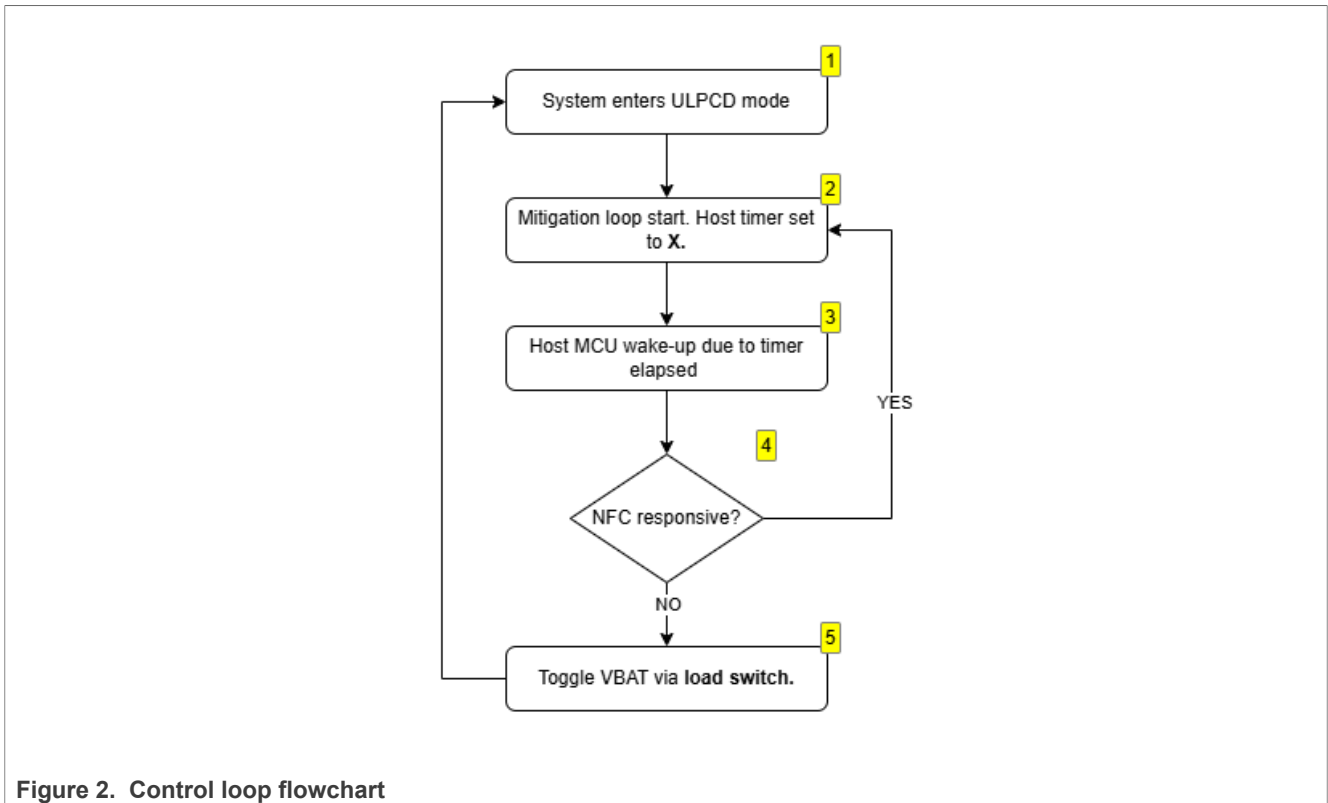 1
System enters ULPCD mode
2
Mitigation loop start. Host timer set
to X.
3
Host MCU wake-up due to timer
elapsed
YES
4
NFC responsive?
NO
5
Toggle VBAT via load switch.
Figure 2. Control loop flowchart